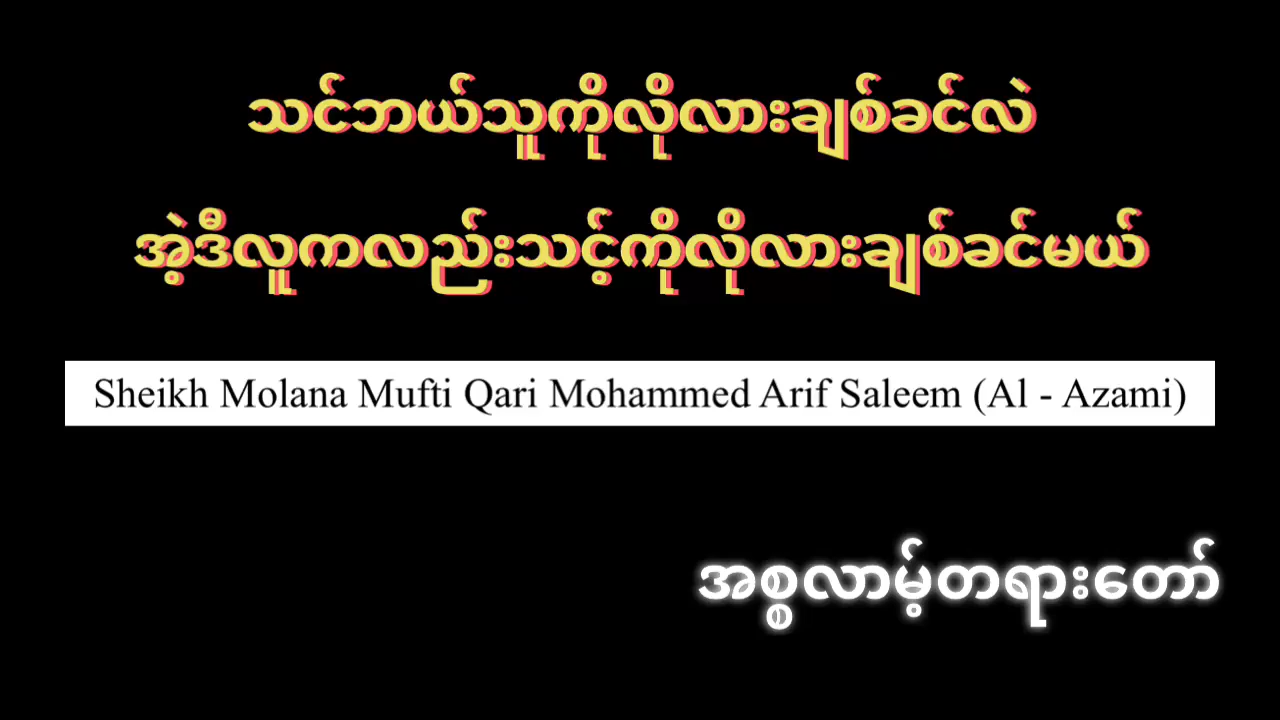 သင်ဘယ်သူကိုလိုလားချစ်ခင်လဲ
အဲ့ဒီလူကလည်းသင့်ကိုလိုလားချစ်ခင်မယ်
Sheikh Molana Mufti Qari Mohammed Arif Saleem (Al - Azami)
အစ္စလာမ့်တရားတော်